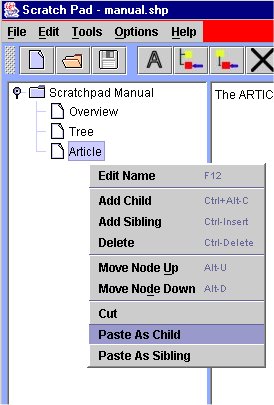 Scratch Pad - manual.shp
File Edit Tools Options Help
A
Scratchpad Manual
The ARTIC
Overview
Tree
Article
Edit Name F12
Add Child Ctrl+Alt-C
Add Sibling Ctrl-Insert
Delete Ctrl-Delete
Move Node Up Alt-U
Move Node Down Alt-D
Cut
Paste As Child
Paste As Sibling